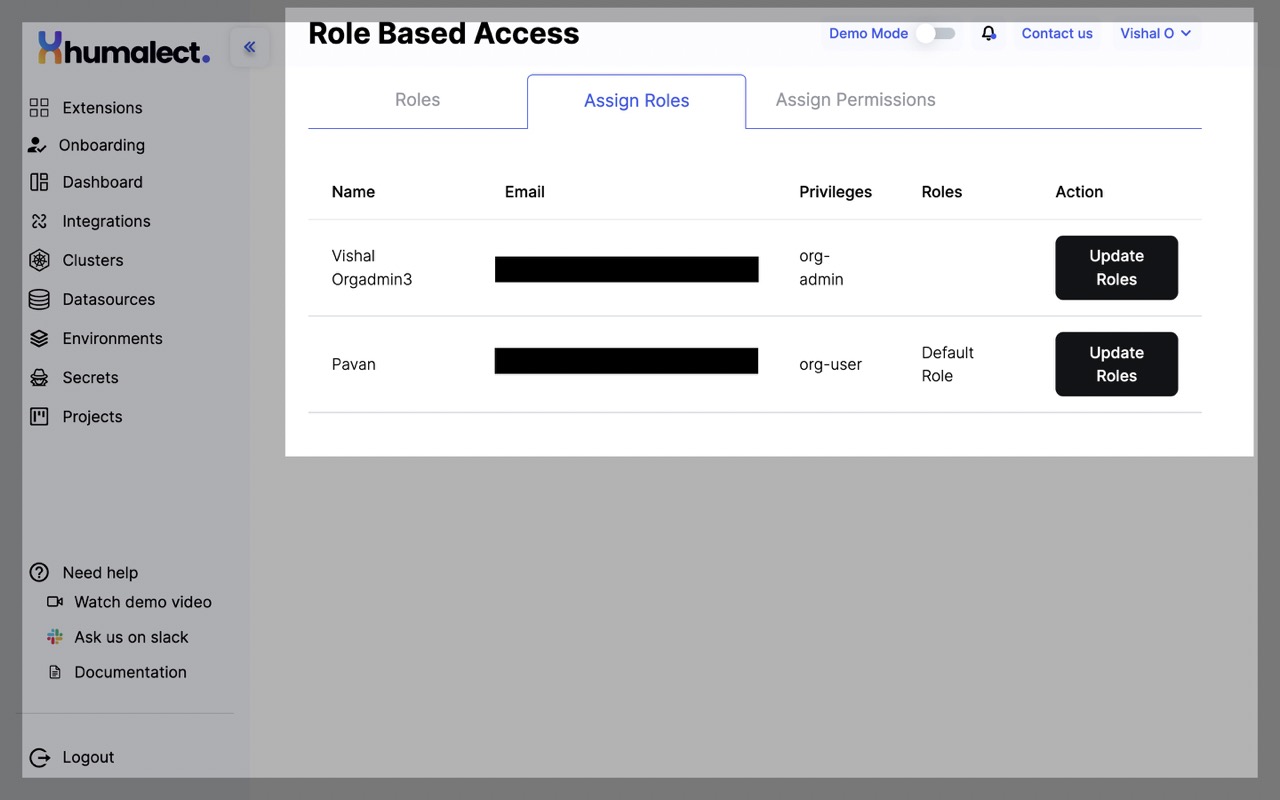 humalect.
Extensions
Onboarding
Dashboard
Integrations
Clusters
Datasources
Environments
Secrets
Projects
Need help
Watch demo video
Ask us on slack
Documentation
Logout
Role Based Access
Demo Mode
Contact us
Vishal O
Roles
Assign Roles
Assign Permissions
Name Email Privileges Roles Action
Vishal
Orgadmin3
org-
admin
Update
Roles
Pavan
org-user
Default
Role
Update
Roles